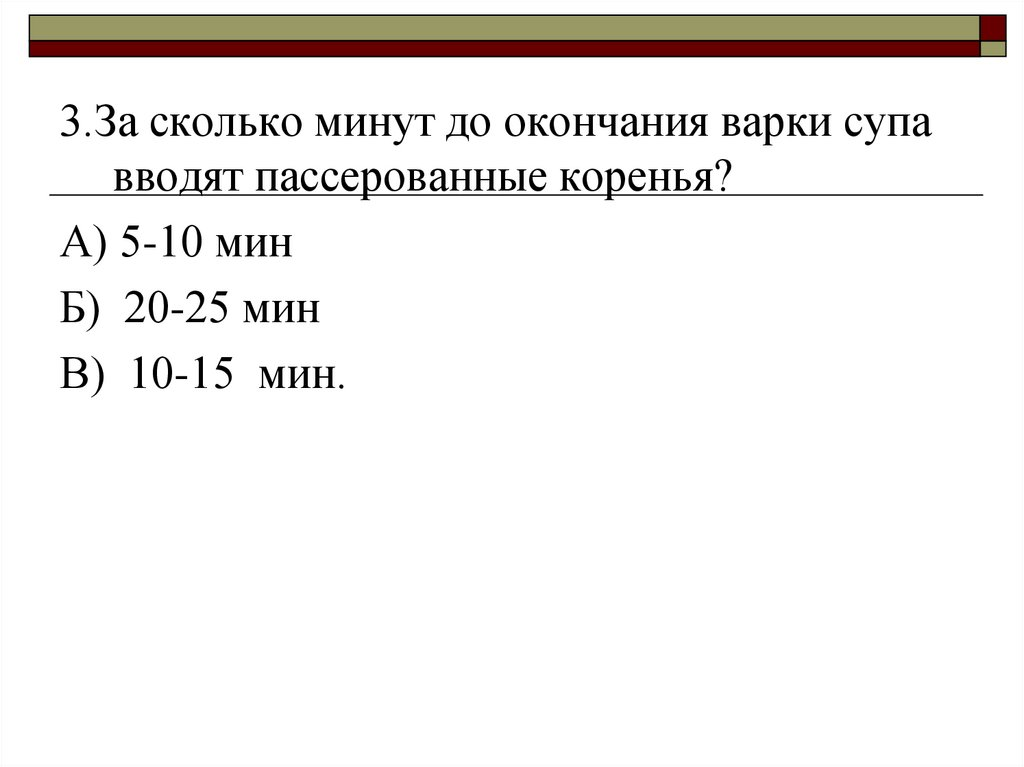 3.За сколько минут до окончания варки супа
вводят пассерованные коренья?
А) 5-10 мин
Б)  20-25 мин
В)  10-15  мин.